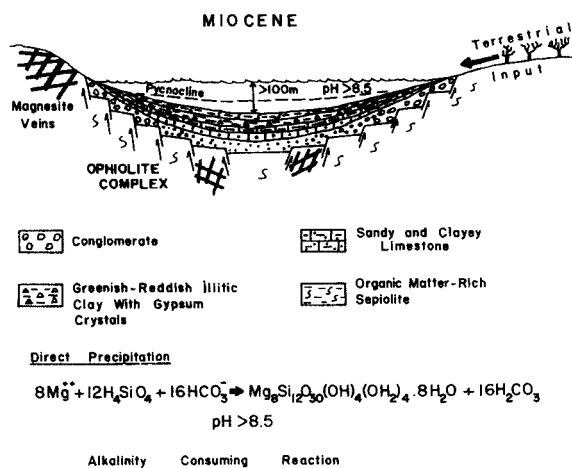 MIOCENE
Terrestrial
Input
Pycnocline
>100m
pH >8.5
Magnesite
Veins
S S S S S S S S S
OPHIOLITE
COMPLEX
Conglomerate
Sandy and Clayey
Limestone
Greenish-Reddish Illitic
Clay With Gypsum
Crystals
Organic Matter-Rich
Sepiolite
Direct Precipitation
8Mg⁺⁺+12H₄SiO₄+16HCO₃⁻➔Mg₈Si₁₂O₃₀(OH)₄(OH₂)₄.8H₂O + 16H₂CO₃
pH >8.5
Alkalinity Consuming Reaction